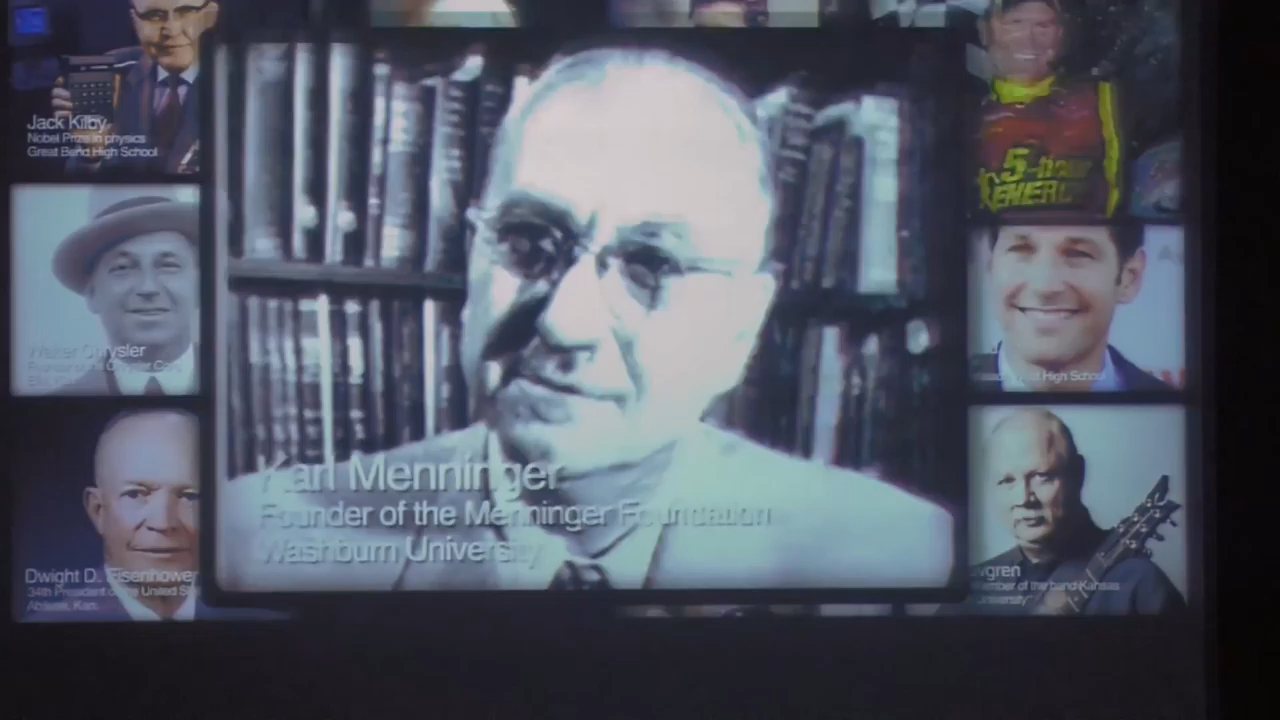 Jack Kilby
Nobel Prize in physics
Great Bend High School
5-hour
ENERGY
Walter Chrysler
High School
Karl Menninger
Founder of the Menninger Foundation
Washburn University
Dwight D. Eisenhower
34th President of the United
Abilene, Kan.
member of the band Kansas
University